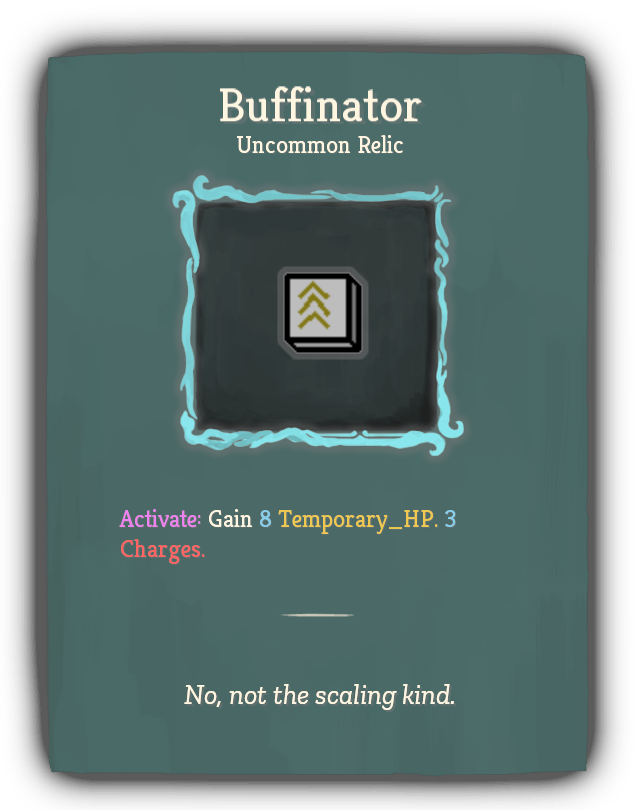 Buffinator
Uncommon Relic
Activate: Gain 8 Temporary_HP. 3
Charges.
No, not the scaling kind.